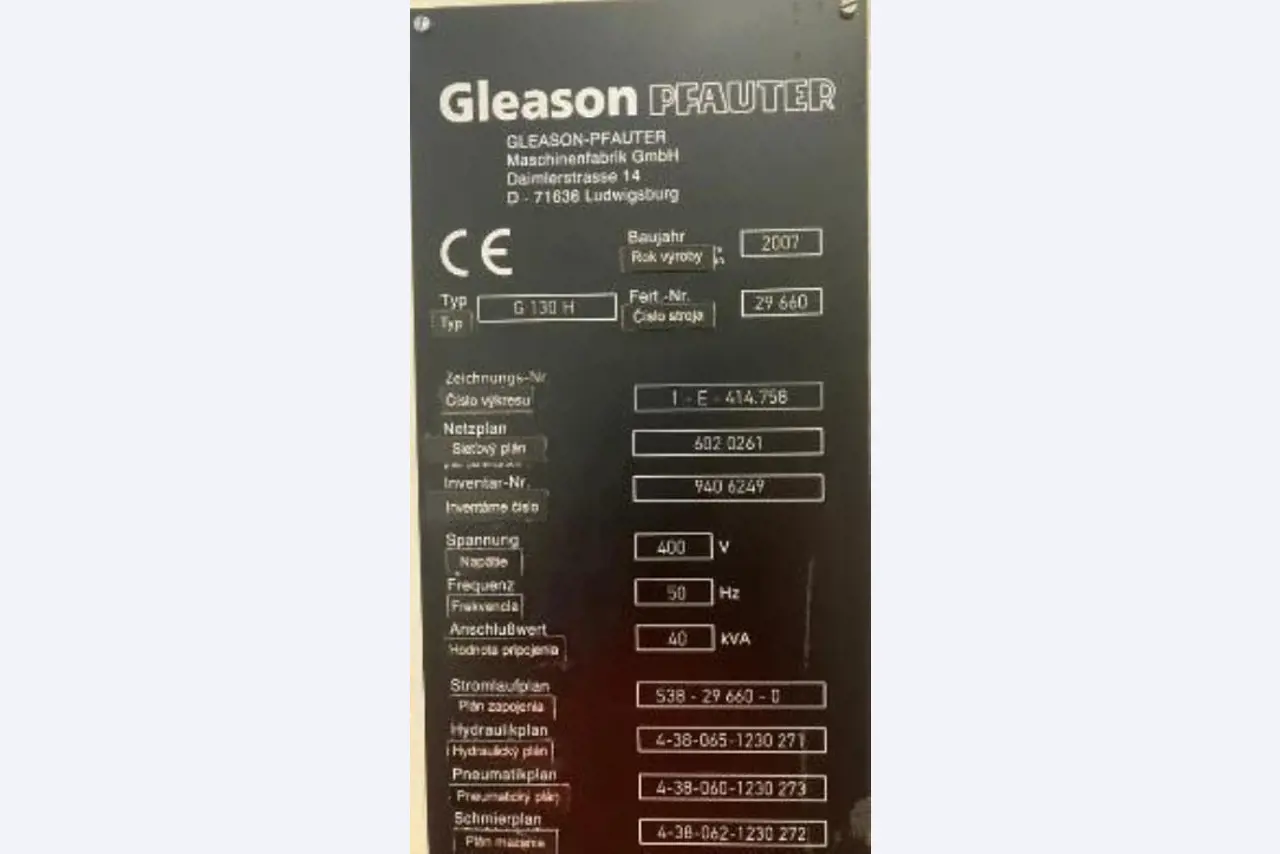 Gleason PFAUTER
GLEASON-PFAUTER
Maschinenfabrik GmbH
Daimlerstrasse 14
D - 71636 Ludwigsburg
CE
Baujahr
Rok výroby
2007
Typ
Typ
G 130 H
Fert.-Nr.
Číslo stroja
29 660
Zeichnungs-Nr
Číslo výkresu
1 - E - 414.758
Netzplan
Sieťový plán
602 0261
Inventar-Nr.
Inventárne číslo
940 6249
Spannung
Napätie
400 V
Frequenz
Frekvencia
50 Hz
Anschlußwert
Hodnota pripojenia
40 kVA
Stromlaufplan
Plán zapojenia
S38 - 29 660 - 0
Hydraulikplan
Hydraulický plán
4-38-065-1230 271
Pneumatikplan
Pneumatický plán
4-38-060-1230 273
Schmierplan
Plán mazania
4-38-062-1230 272